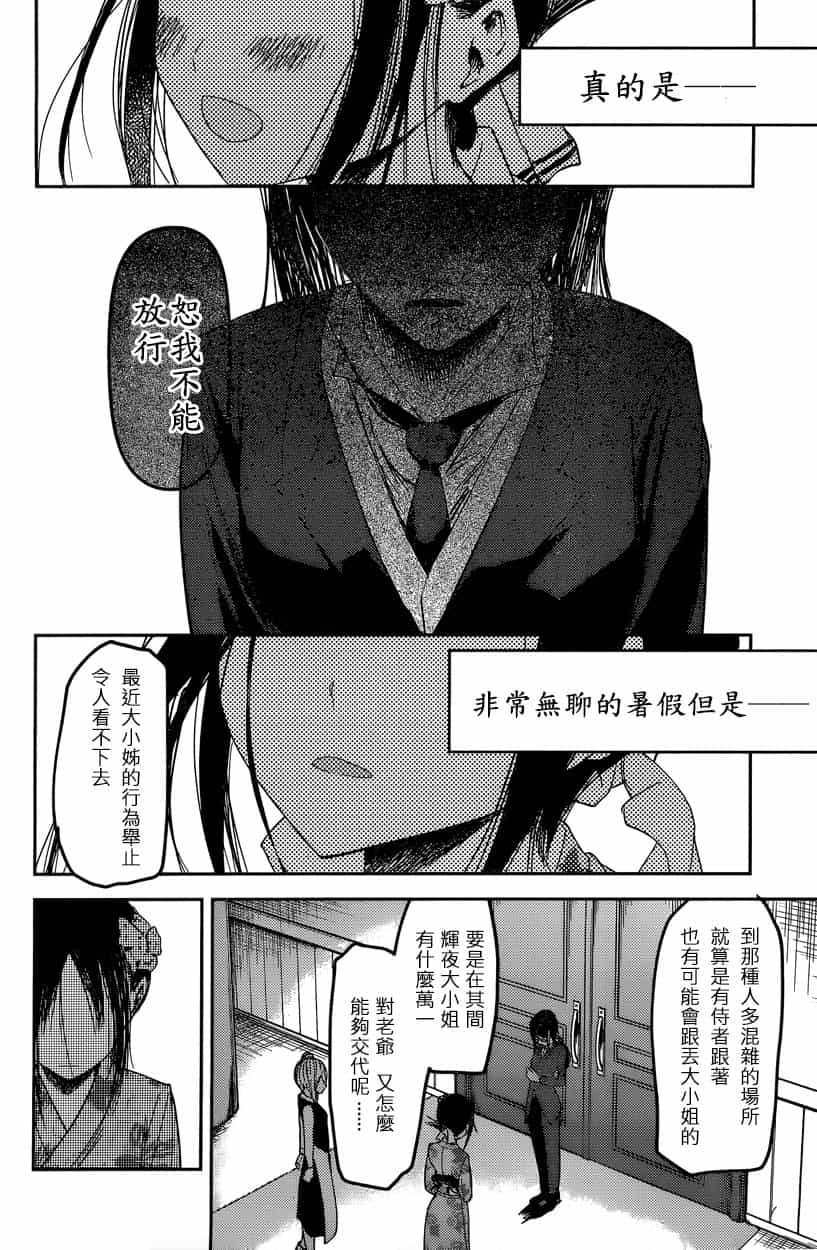 真的是——
恕我不能
放行
非常無聊的暑假但是——
最近大小姊的行為舉止
令人看不下去
到那種人多混雜的場所
就算是有侍者跟著
也有可能會跟丟大小姐的
要是在其間
輝夜大小姐
有什麼萬一
對老爺 又怎麼
能夠交代呢……